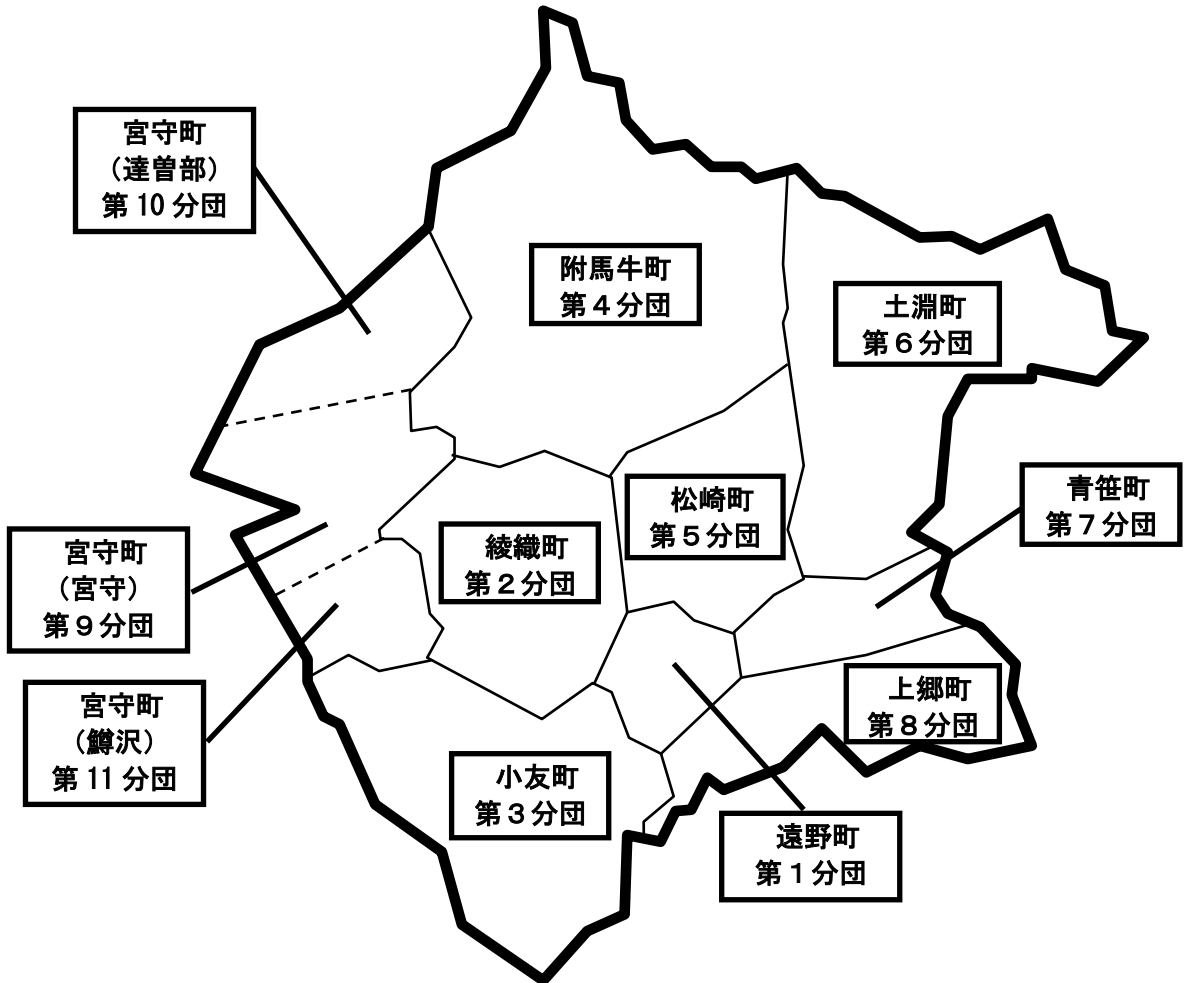 宮守町
（達曽部）
第10分団
附馬牛町
第４分団
土淵町
第６分団
松崎町
第５分団
青笹町
第７分団
綾織町
第２分団
宮守町
（宮守）
第９分団
宮守町
（鱒沢）
第11分団
上郷町
第８分団
小友町
第３分団
遠野町
第１分団